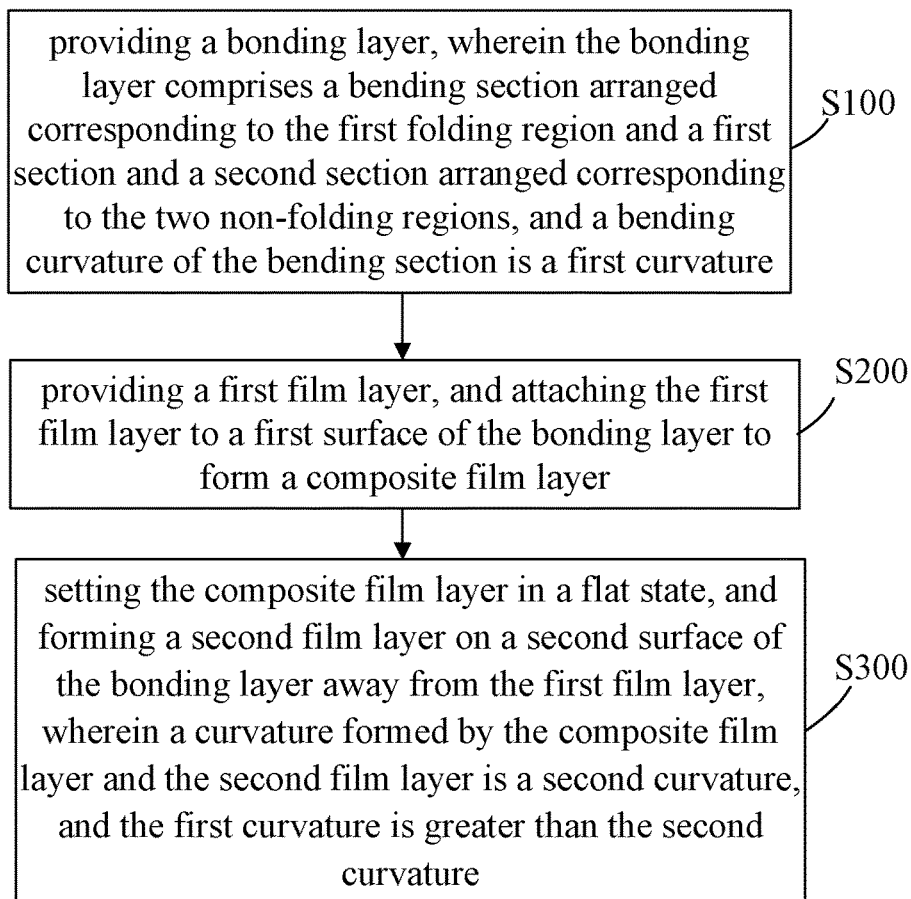 providing a bonding layer, wherein the bonding
layer comprises a bending section arranged
corresponding to the first folding region and a first
section and a second section arranged corresponding
to the two non-folding regions, and a bending
curvature of the bending section is a first curvature
S100
providing a first film layer, and attaching the first
film layer to a first surface of the bonding layer to
form a composite film layer
S200
setting the composite film layer in a flat state, and
forming a second film layer on a second surface of
the bonding layer away from the first film layer,
wherein a curvature formed by the composite film
layer and the second film layer is a second curvature,
and the first curvature is greater than the second
curvature
S300